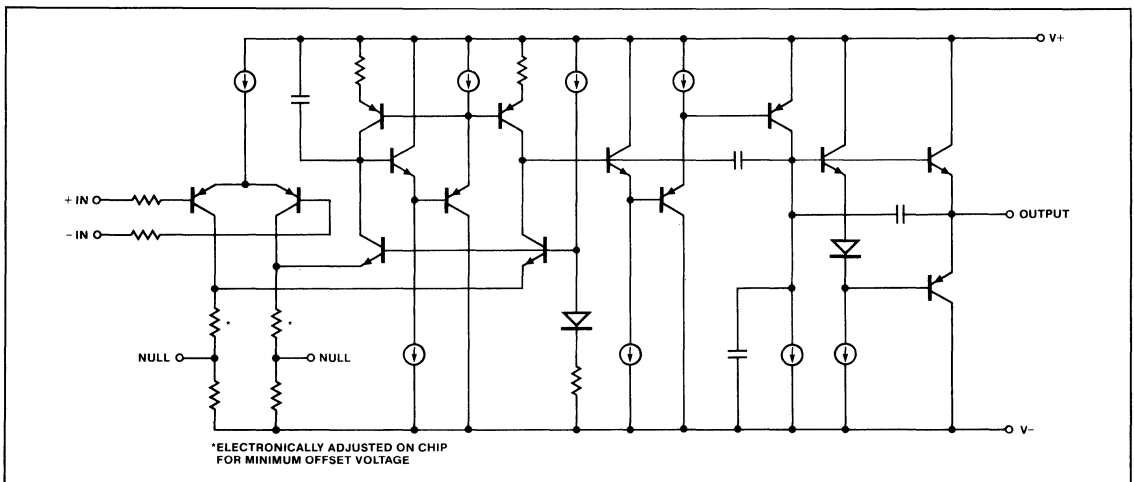 V+
+ IN
− IN
OUTPUT
*
*
NULL
NULL
V−
*ELECTRONICALLY ADJUSTED ON CHIP
FOR MINIMUM OFFSET VOLTAGE